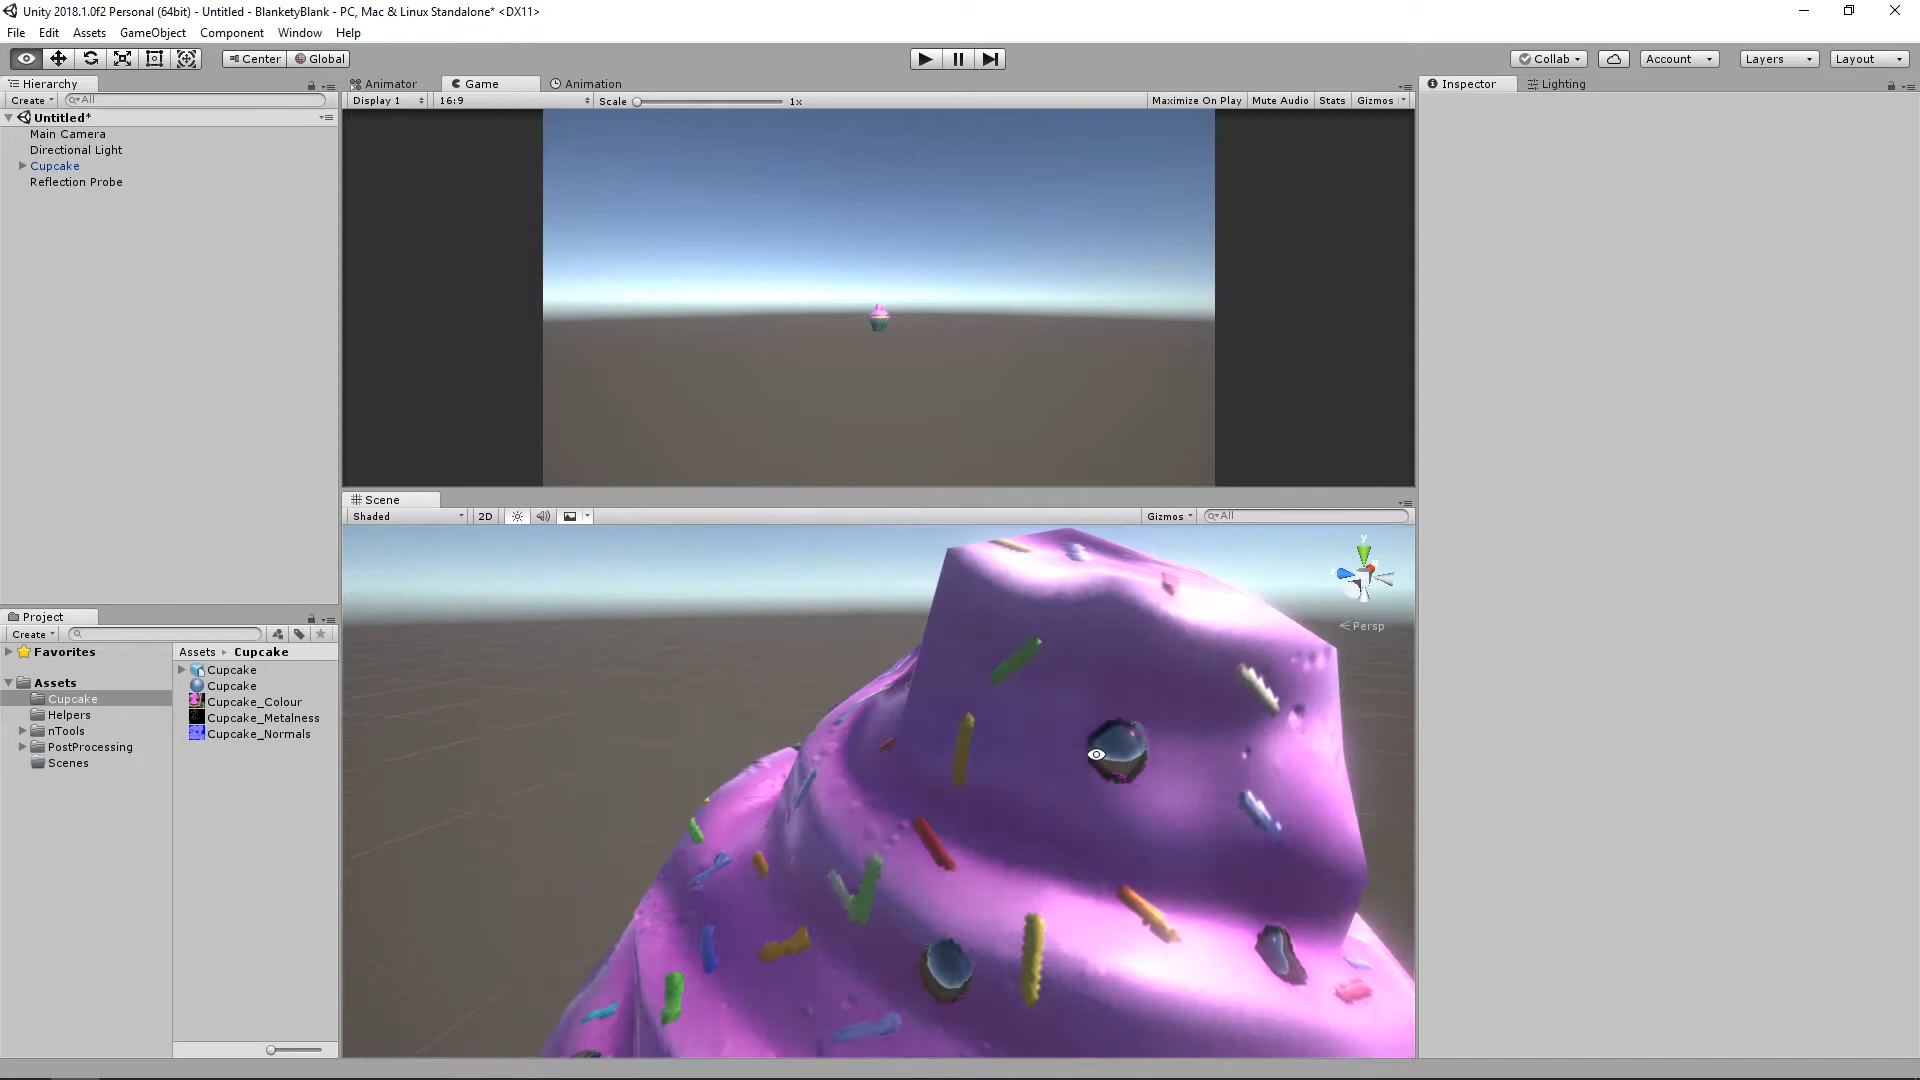 Unity 2018.1.0f2 Personal (64bit) - Untitled - BlanketyBlank - PC, Mac & Linux Standalone* <DX11>
File Edit Assets GameObject Component Window Help
Center Global Collab Account Layers Layout
Hierarchy Animator Game Animation Inspector Lighting
Create All Display 1 16:9 Scale 1x Maximize On Play Mute Audio Stats Gizmos
Untitled*
Main Camera
Directional Light
Cupcake
Reflection Probe
Scene
Shaded 2D Gizmos All
y
Persp
Project
Create
Favorites
Assets
Cupcake
Helpers
nTools
PostProcessing
Scenes
Assets Cupcake
Cupcake
Cupcake
Cupcake_Colour
Cupcake_Metalness
Cupcake_Normals